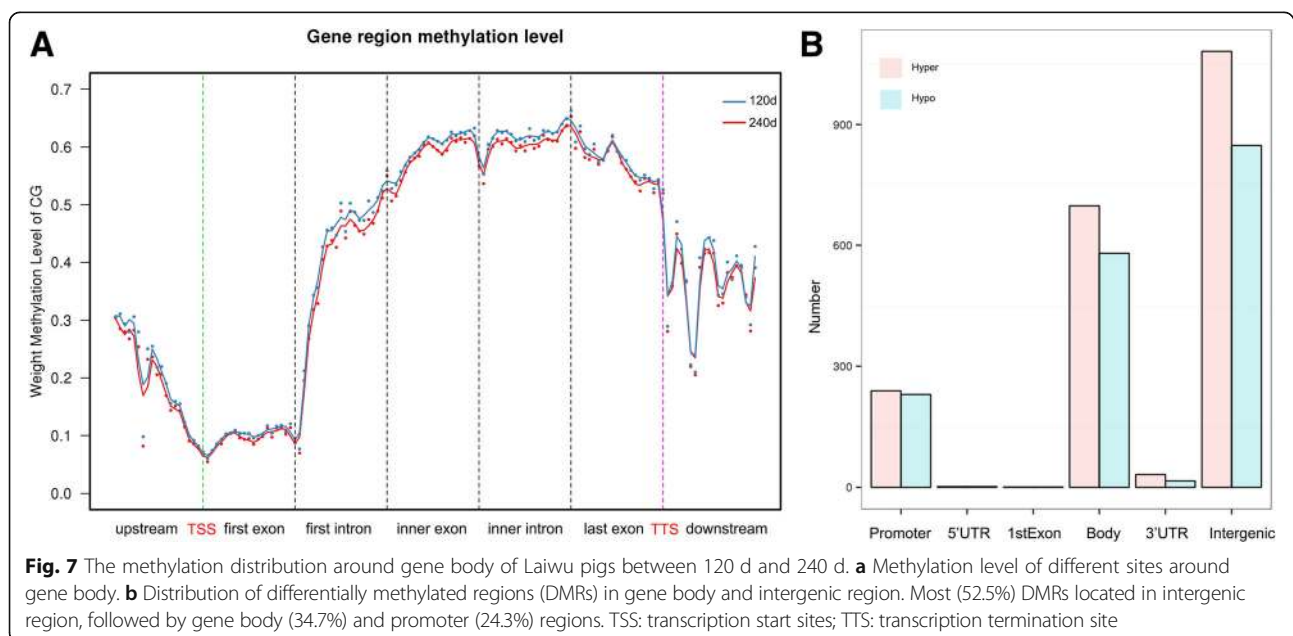 A
Gene region methylation level
Weight Methylation Level of CG
0.7
0.6
0.5
0.4
0.3
0.2
0.1
0.0
120d
240d
upstream TSS first exon first intron inner exon inner intron last exon TTS downstream
B
Hyper
Hypo
Number
900
600
300
0
Promoter 5'UTR 1stExon Body 3'UTR Intergenic
Fig. 7 The methylation distribution around gene body of Laiwu pigs between 120 d and 240 d. a Methylation level of different sites around
gene body. b Distribution of differentially methylated regions (DMRs) in gene body and intergenic region. Most (52.5%) DMRs located in intergenic
region, followed by gene body (34.7%) and promoter (24.3%) regions. TSS: transcription start sites; TTS: transcription termination site